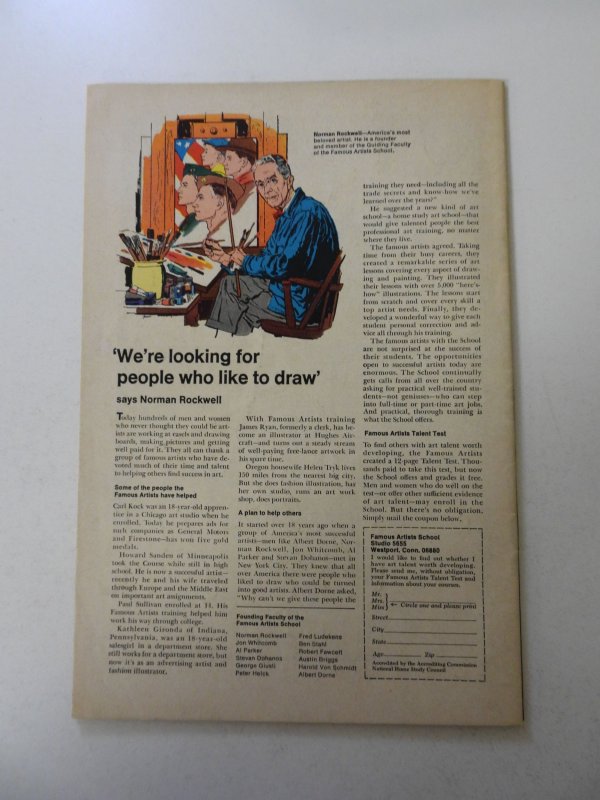 Norman Rockwell—America's most
beloved artist. He is a founder
and member of the Guiding Faculty
of the Famous Artists School.
'We're looking for
people who like to draw'
says Norman Rockwell
Today hundreds of men and women
who never thought they could be art-
ists are working at easels and drawing
boards, making pictures and getting
well paid for it. They all can thank a
group of famous artists who have de-
voted much of their time and talent
to helping others find success in art.
Some of the people the
Famous Artists have helped
Carl Kock was an 18-year-old appren-
tice in a Chicago art studio when he
enrolled. Today he prepares ads for
such companies as General Motors
and Firestone—has won five gold
medals.
Howard Sanden of Minneapolis
took the Course while still in high
school. He is now a successful artist—
recently he and his wife traveled
through Europe and the Middle East
on important art assignments.
Paul Sullivan enrolled at 31. His
Famous Artists training helped him
work his way through college.
Kathleen Gironda of Indiana,
Pennsylvania, was an 18-year-old
salesgirl in a department store. She
still works for a department store, but
now it's as an advertising artist and
fashion illustrator.
With Famous Artists training
James Ryan, formerly a clerk, has be-
come an illustrator at Hughes Air-
craft—and turns out a steady stream
of well-paying free-lance artwork in
his spare time.
Oregon housewife Helen Tryk lives
150 miles from the nearest big city.
But she does fashion illustration, has
her own studio, runs an art work
shop, does portraits.
A plan to help others
It started over 18 years ago when a
group of America's most successful
artists—men like Albert Dorne, Nor-
man Rockwell, Jon Whitcomb, Al
Parker and Stevan Dohanos—met in
New York City. They knew that all
over America there were people who
liked to draw who could be turned
into good artists. Albert Dorne asked,
"Why can't we give these people the
Founding Faculty of the
Famous Artists School
Norman Rockwell
Jon Whitcomb
Al Parker
Stevan Dohanos
George Giusti
Peter Helck
Fred Ludekens
Ben Stahl
Robert Fawcett
Austin Briggs
Harold Von Schmidt
Albert Dorne
training they need—including all the
trade secrets and know-how we've
learned over the years?"
He suggested a new kind of art
school—a home study art school—that
would give talented people the best
professional art training, no matter
where they live.
The famous artists agreed. Taking
time from their busy careers, they
created a remarkable series of art
lessons covering every aspect of draw-
ing and painting. They illustrated
their lessons with over 5,000 "here's-
how" illustrations. The lessons start
from scratch and cover every skill a
top artist needs. Finally, they de-
veloped a wonderful way to give each
student personal correction and ad-
vice all through his training.
The famous artists with the School
are not surprised at the success of
their students. The opportunities
open to successful artists today are
enormous. The School continually
gets calls from all over the country
asking for practical well-trained stu-
dents—not geniuses—who can step
into full-time or part-time art jobs.
And practical, thorough training is
what the School offers.
Famous Artists Talent Test
To find others with art talent worth
developing, the Famous Artists
created a 12-page Talent Test. Thou-
sands paid to take this test, but now
the School offers and grades it free.
Men and women who do well on the
test—or offer other sufficient evidence
of art talent—may enroll in the
School. But there's no obligation.
Simply mail the coupon below.
Famous Artists School
Studio 5655
Westport, Conn. 06880
I would like to find out whether I
have art talent worth developing.
Please send me, without obligation,
your Famous Artists Talent Test and
information about your courses.
Mr.
Mrs.
Miss ← Circle one and please print
Street
City
State
Age Zip
Accredited by the Accrediting Commission
National Home Study Council